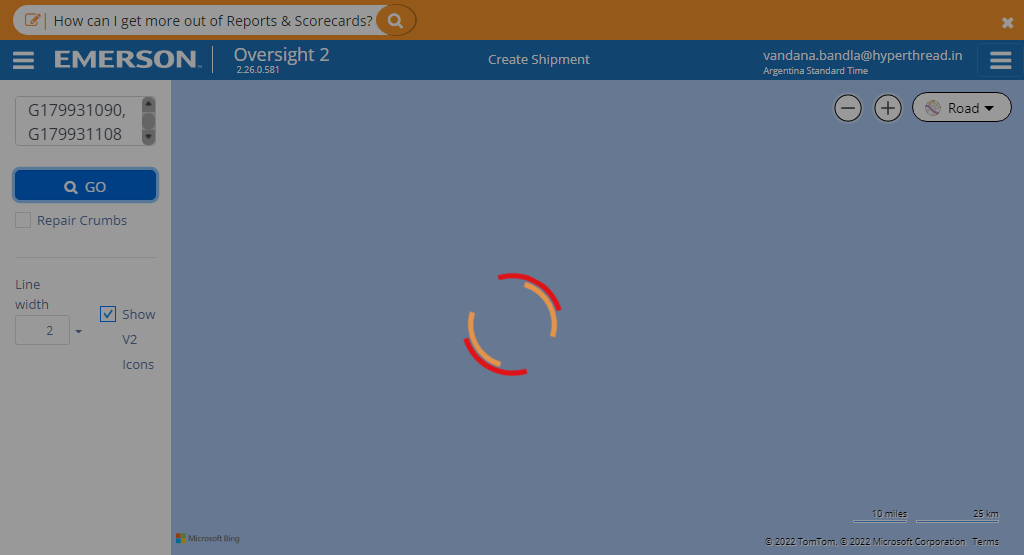 How can I get more out of Reports & Scorecards?
EMERSON
Oversight 2
2.26.0.581
Create Shipment
vandana.bandla@hyperthread.in
Argentina Standard Time
G179931090,
G179931108
GO
Repair Crumbs
Line
width
2
Show
V2
Icons
Road
10 miles
25 km
Microsoft Bing
© 2022 TomTom, © 2022 Microsoft Corporation Terms